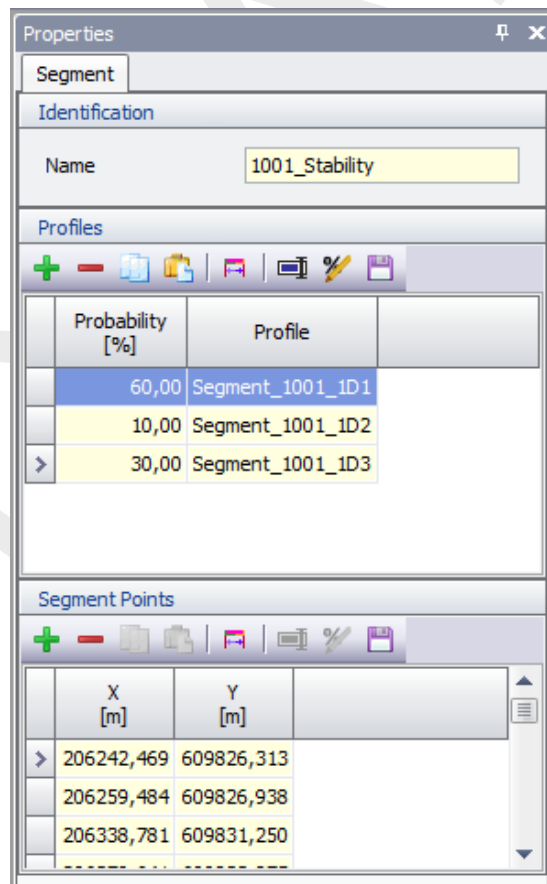 Properties
Segment
Identification
Name 1001_Stability
Profiles
Probability [%] Profile
60,00 Segment_1001_1D1
10,00 Segment_1001_1D2
30,00 Segment_1001_1D3
Segment Points
X [m] Y [m]
206242,469 609826,313
206259,484 609826,938
206338,781 609831,250